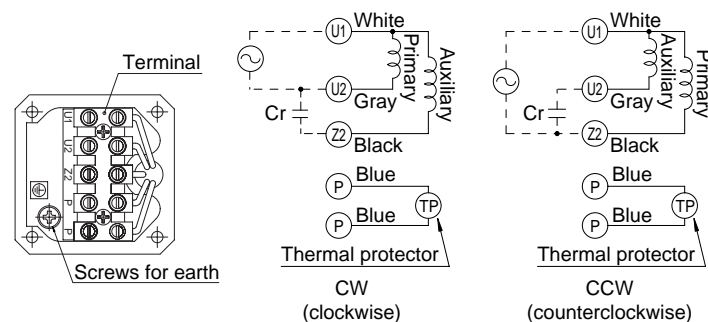 Terminal
U1
U2
Z2
P
P
Screws for earth
U1 White
Primary
Auxiliary
U2 Gray
Cr
Z2 Black
P Blue
TP
P Blue
Thermal protector
CW
(clockwise)
U1 White
Auxiliary
Primary
U2 Gray
Cr
Z2 Black
P Blue
TP
P Blue
Thermal protector
CCW
(counterclockwise)